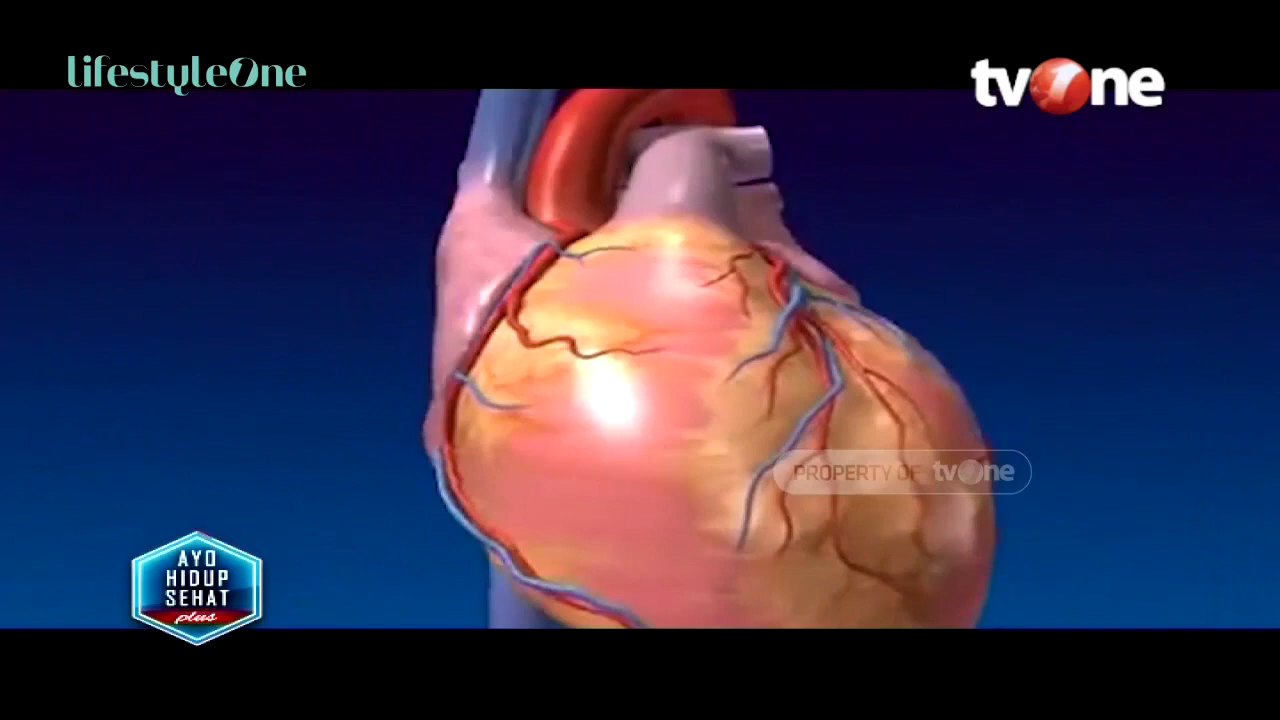 lifestyleOne
tvOne
PROPERTY OF tvOne
AYO
HIDUP
SEHAT
plus